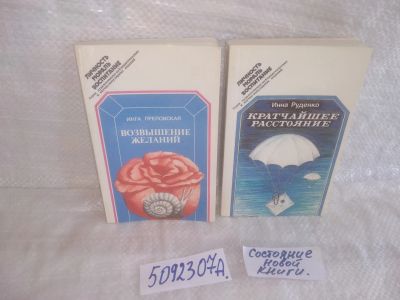 ЛИЧНОСТЬ
МОРАЛЬ
ВОСПИТАНИЕ
ИНГА ПРЕЛОВСКАЯ
ВОЗВЫШЕНИЕ
ЖЕЛАНИЙ
ЛИЧНОСТЬ
МОРАЛЬ
ВОСПИТАНИЕ
Инна Руденко
КРАТЧАЙШЕЕ
РАССТОЯНИЕ
5092307А.
Состояние
новой
книги.